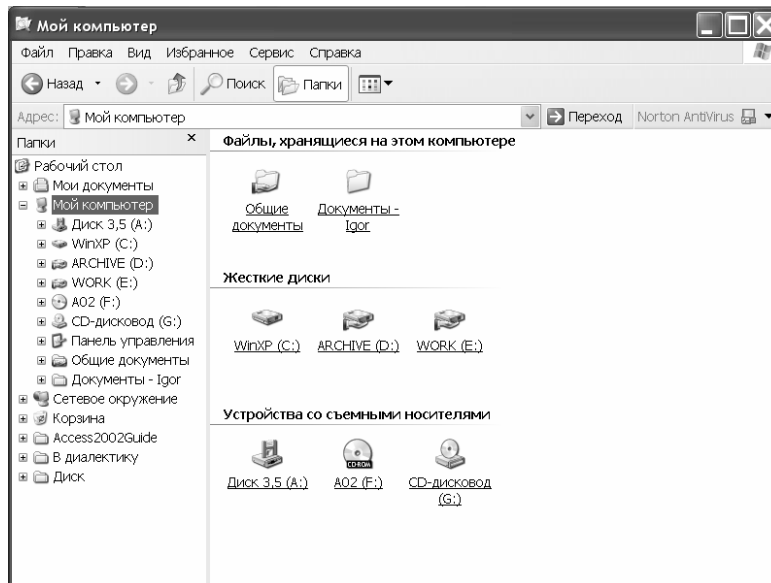 Мой компьютер
Файл Правка Вид Избранное Сервис Справка
Назад Поиск Папки
Адрес: Мой компьютер Переход Norton AntiVirus
Папки
Рабочий стол
Мои документы
Мой компьютер
Диск 3,5 (A:)
WinXP (C:)
ARCHIVE (D:)
WORK (E:)
A02 (F:)
CD-дисковод (G:)
Панель управления
Общие документы
Документы - Igor
Сетевое окружение
Корзина
Access2002Guide
В диалектику
Диск
Файлы, хранящиеся на этом компьютере
Общие документы
Документы - Igor
Жесткие диски
WinXP (C:) ARCHIVE (D:) WORK (E:)
Устройства со съемными носителями
CD-ROM
Диск 3,5 (A:) A02 (F:) CD-дисковод (G:)